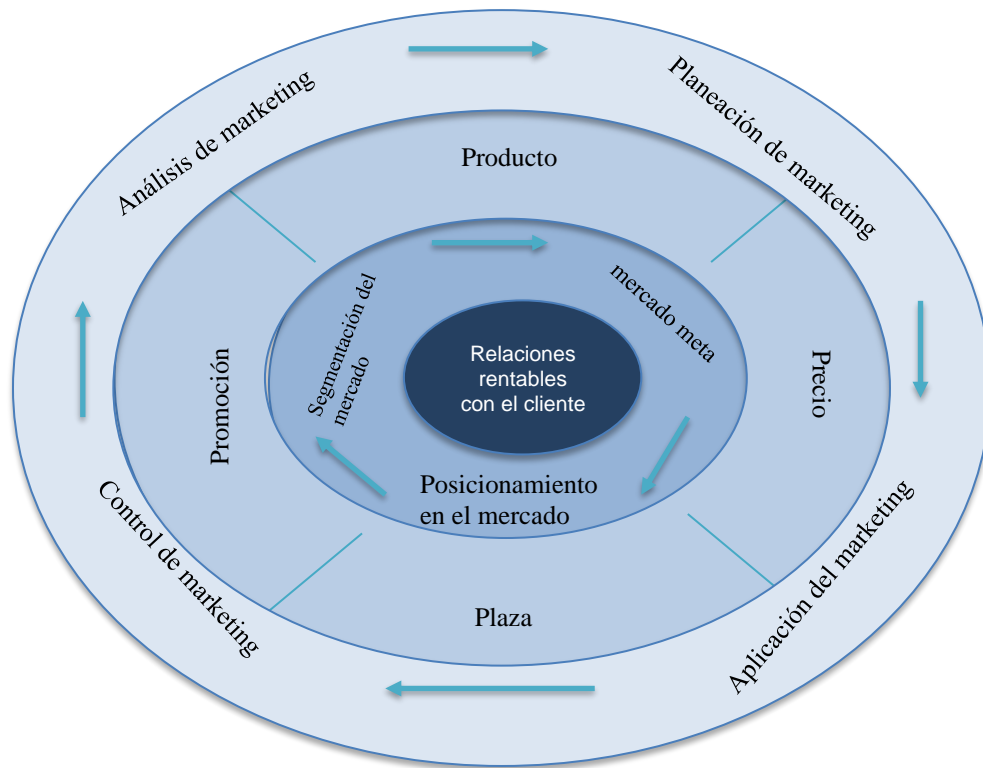 Análisis de marketing
Planeación de marketing
Producto
Segmentación del
mercado
mercado meta
Relaciones
rentables
con el cliente
Promoción
Precio
Posicionamiento
en el mercado
Control de marketing
Aplicación del marketing
Plaza